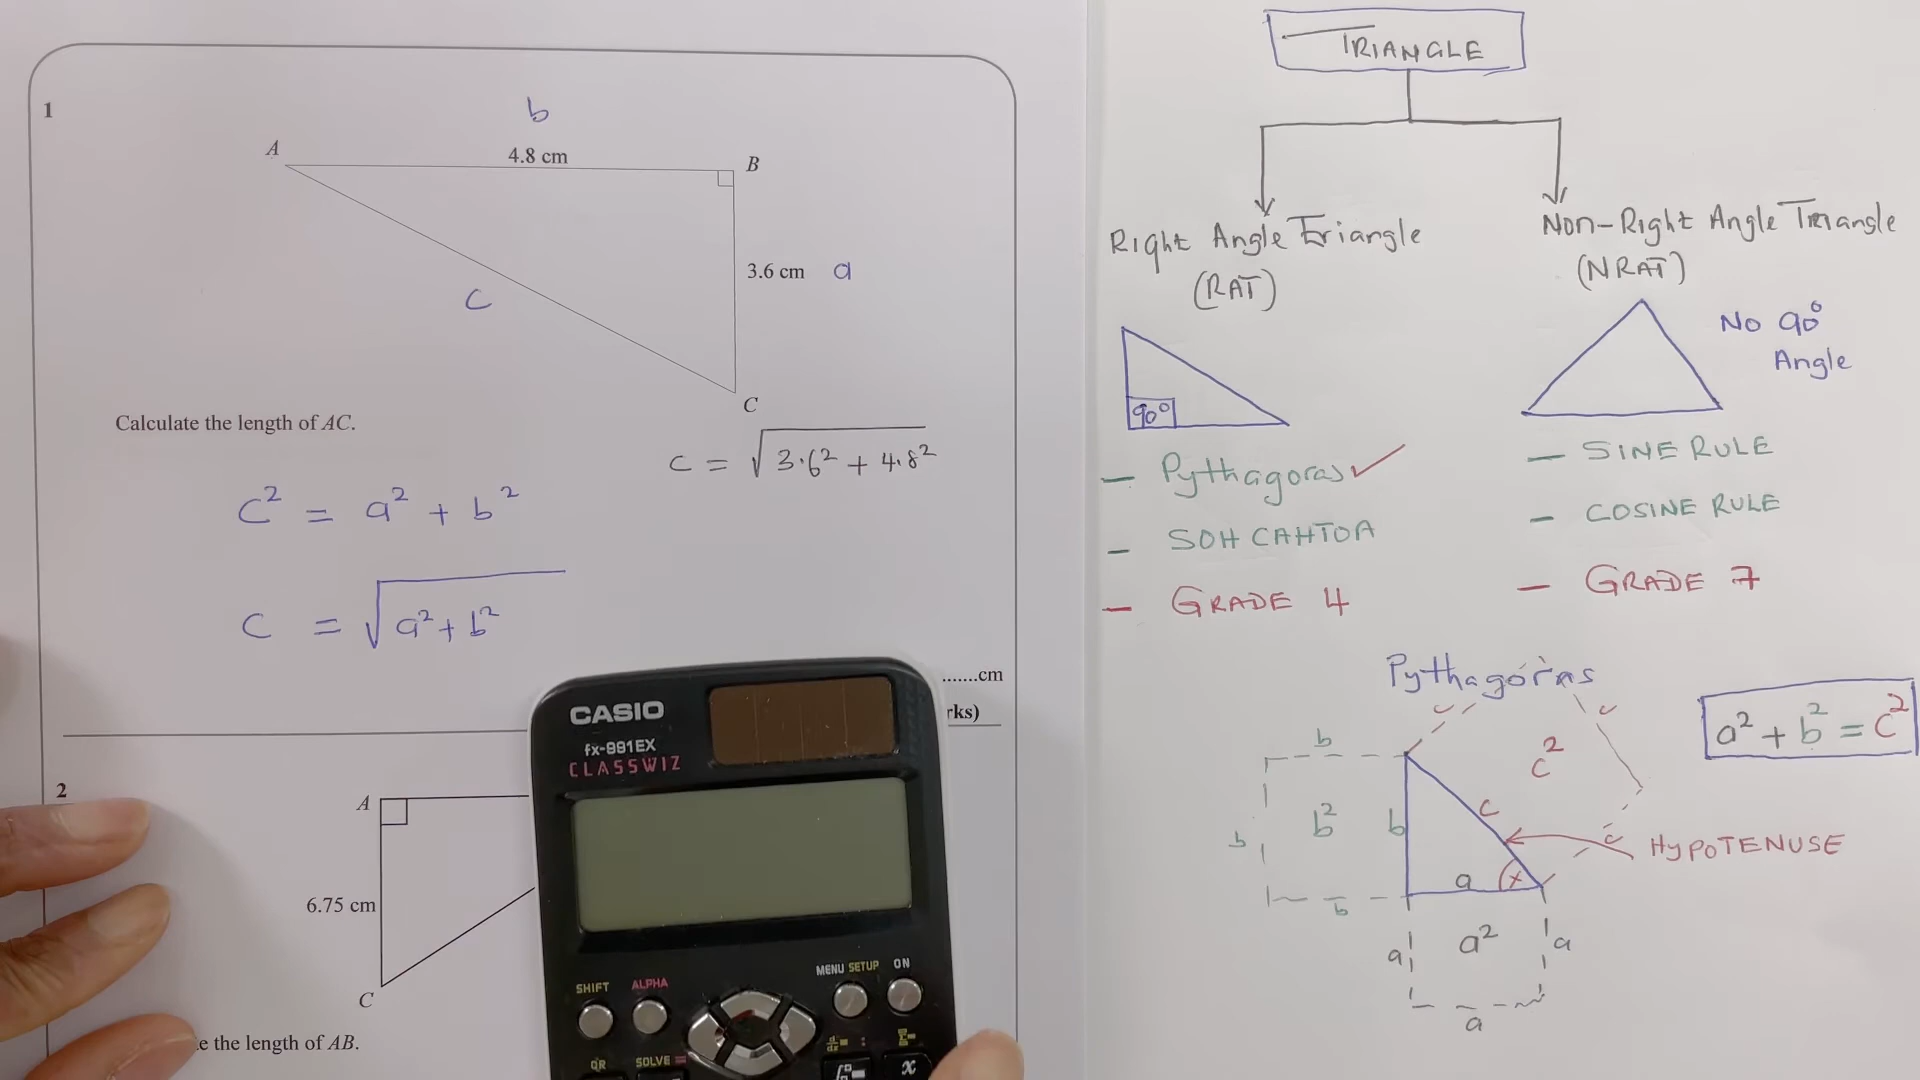 1
b
A
4.8 cm
B
3.6 cm a
c
C
Calculate the length of AC.
c = √3.6² + 4.8²
c² = a² + b²
c = √a² + b²
.......cm
rks)
2
A
6.75 cm
C
e the length of AB.
CASIO
fx-991EX
CLASSWIZ
SHIFT ALPHA
MENU SETUP ON
QR SOLVE =
x
TRIANGLE
Right Angle Triangle
(RAT)
90°
- Pythagoras ✓
- SOH CAHTOA
- GRADE 4
Non-Right Angle Triangle
(NRAT)
No 90°
Angle
- SINE RULE
- COSINE RULE
- GRADE 7
Pythagoras
a² + b² = c²
b
c
c
c²
b
b²
b
c
c
HYPOTENUSE
a
x
b
a
a²
a
a